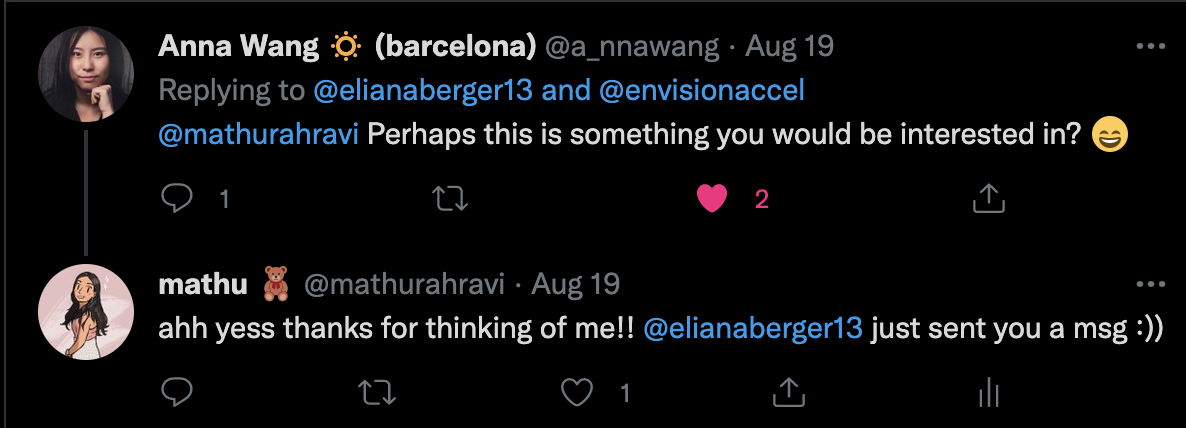 Anna Wang 🔅 (barcelona) @a_nnawang · Aug 19
Replying to @elianaberger13 and @envisionaccel
@mathurahravi Perhaps this is something you would be interested in? 😄
1 2
mathu 🧸 @mathurahravi · Aug 19
ahh yess thanks for thinking of me!! @elianaberger13 just sent you a msg :))
1